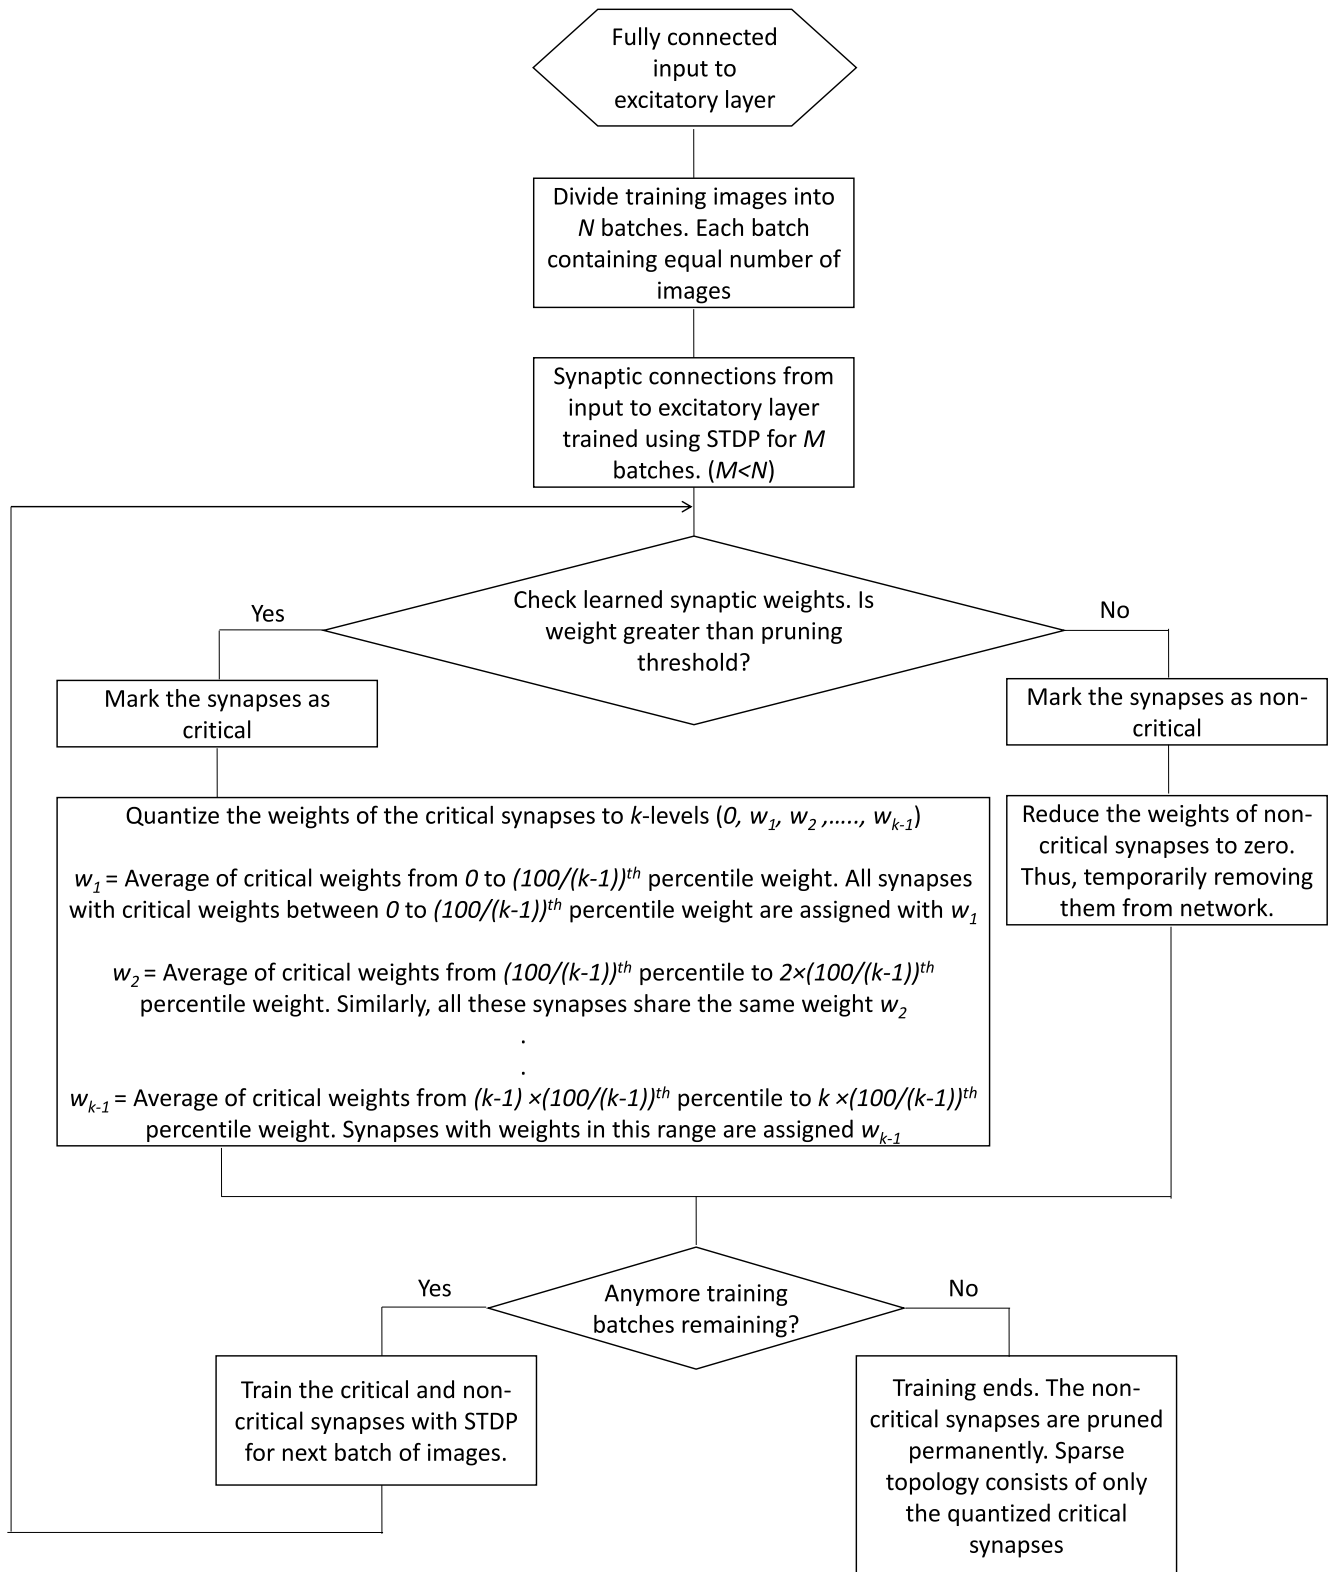 Fully connected
input to
excitatory layer
Divide training images into
N batches. Each batch
containing equal number of
images
Synaptic connections from
input to excitatory layer
trained using STDP for M
batches. (M<N)
Check learned synaptic weights. Is
weight greater than pruning
threshold?
Yes
No
Mark the synapses as
critical
Mark the synapses as non-
critical
Quantize the weights of the critical synapses to k-levels (0, w1, w2 ,....., wk-1)
w1 = Average of critical weights from 0 to (100/(k-1))th percentile weight. All synapses
with critical weights between 0 to (100/(k-1))th percentile weight are assigned with w1
w2 = Average of critical weights from (100/(k-1))th percentile to 2×(100/(k-1))th
percentile weight. Similarly, all these synapses share the same weight w2
.
.
wk-1 = Average of critical weights from (k-1) ×(100/(k-1))th percentile to k ×(100/(k-1))th
percentile weight. Synapses with weights in this range are assigned wk-1
Reduce the weights of non-
critical synapses to zero.
Thus, temporarily removing
them from network.
Anymore training
batches remaining?
Yes
No
Train the critical and non-
critical synapses with STDP
for next batch of images.
Training ends. The non-
critical synapses are pruned
permanently. Sparse
topology consists of only
the quantized critical
synapses